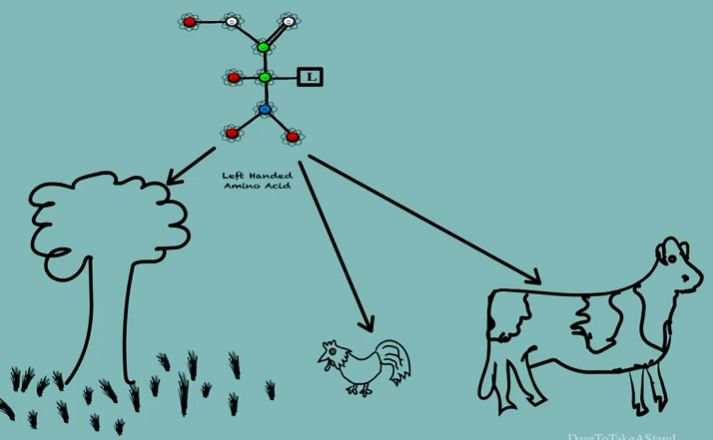 L
Left Handed
Amino Acid
DareToTakeAStand